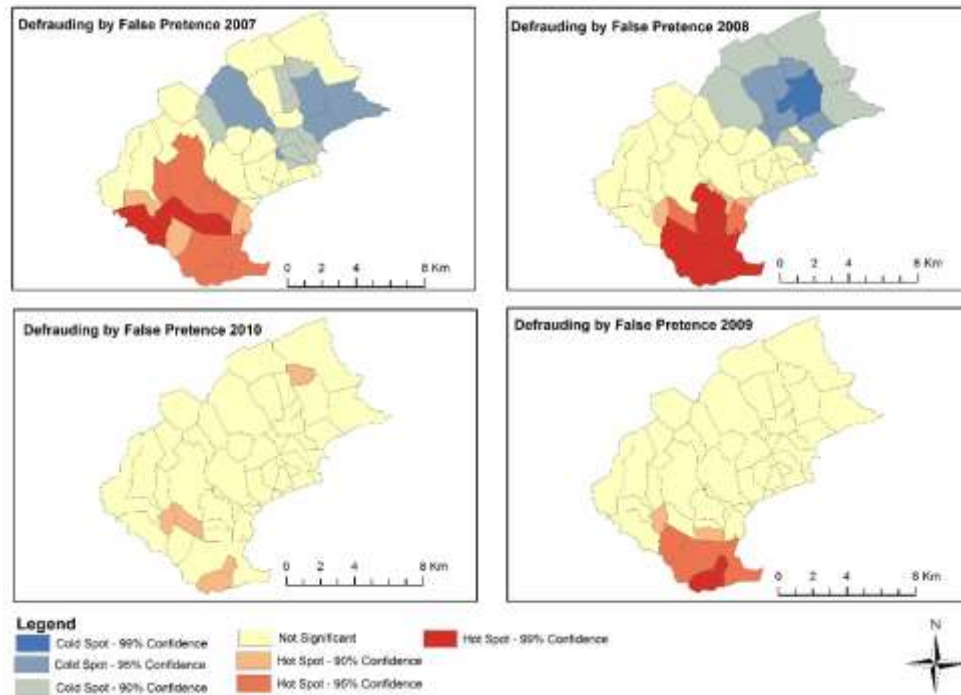 Defrauding by False Pretence 2007
0 2 4 8 Km
Defrauding by False Pretence 2008
0 2 4 8 Km
Defrauding by False Pretence 2010
0 2 4 8 Km
Defrauding by False Pretence 2009
0 2 4 8 Km
Legend
Cold Spot - 99% Confidence
Cold Spot - 95% Confidence
Cold Spot - 90% Confidence
Not Significant
Hot Spot - 90% Confidence
Hot Spot - 95% Confidence
Hot Spot - 99% Confidence
N